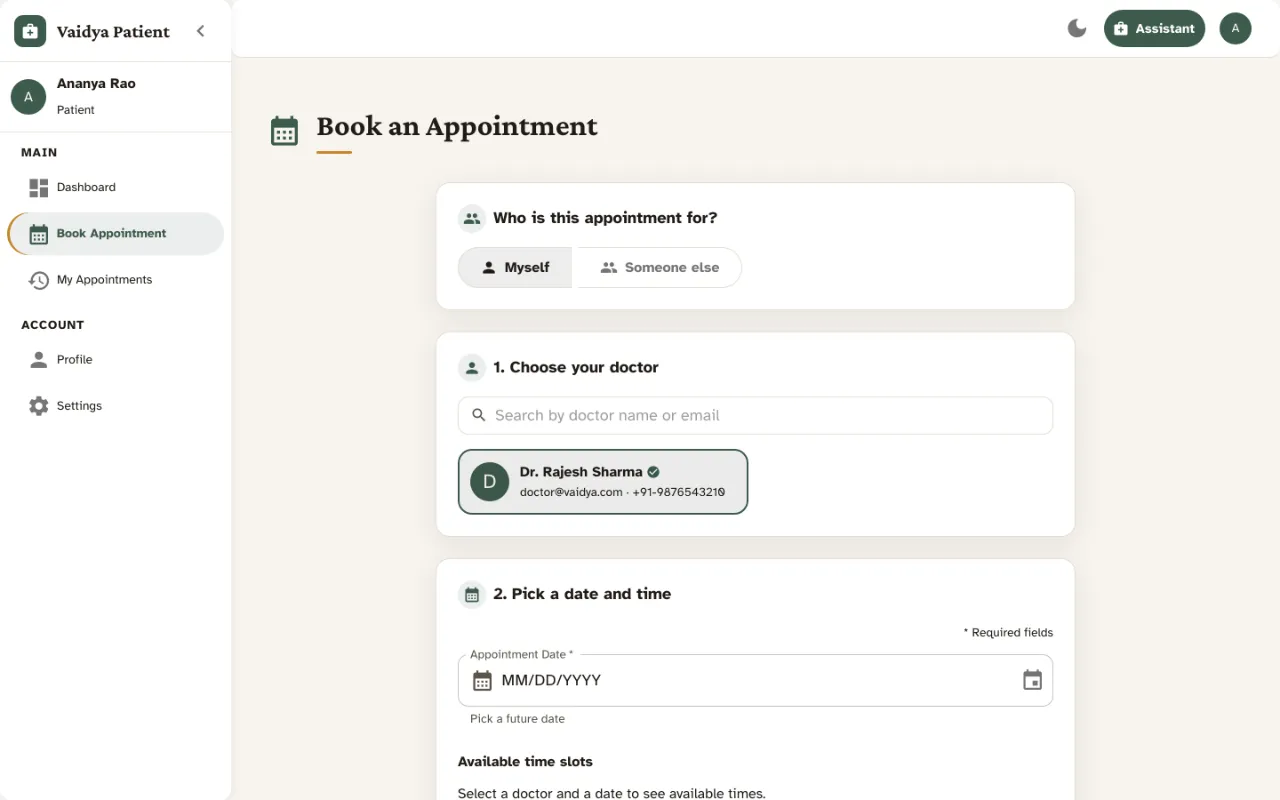 Vaidya Patient
Assistant
A
A
Ananya Rao
Patient
MAIN
Dashboard
Book Appointment
My Appointments
ACCOUNT
Profile
Settings
Book an Appointment
Who is this appointment for?
Myself
Someone else
1. Choose your doctor
Search by doctor name or email
D
Dr. Rajesh Sharma
doctor@vaidya.com · +91-9876543210
2. Pick a date and time
* Required fields
Appointment Date *
MM/DD/YYYY
Pick a future date
Available time slots
Select a doctor and a date to see available times.